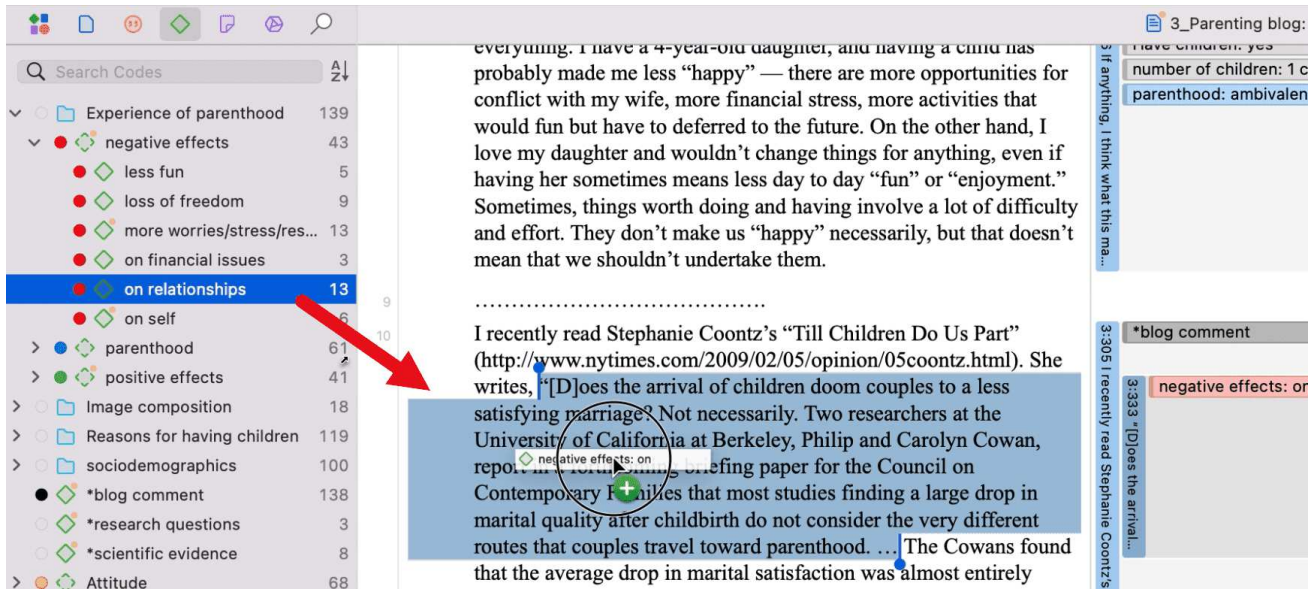 3_Parenting blog:
Search Codes
Experience of parenthood 139
negative effects 43
less fun 5
loss of freedom 9
more worries/stress/res... 13
on financial issues 3
on relationships 13
on self 6
parenthood 61
positive effects 41
Image composition 18
Reasons for having children 119
sociodemographics 100
*blog comment 138
*research questions 3
*scientific evidence 8
Attitude 68
everything. I have a 4-year-old daughter, and having a child has
probably made me less “happy” — there are more opportunities for
conflict with my wife, more financial stress, more activities that
would fun but have to deferred to the future. On the other hand, I
love my daughter and wouldn’t change things for anything, even if
having her sometimes means less day to day “fun” or “enjoyment.”
Sometimes, things worth doing and having involve a lot of difficulty
and effort. They don’t make us “happy” necessarily, but that doesn’t
mean that we shouldn’t undertake them.
9
.......................................
10
I recently read Stephanie Coontz’s “Till Children Do Us Part”
(http://www.nytimes.com/2009/02/05/opinion/05coontz.html). She
writes, “[D]oes the arrival of children doom couples to a less
satisfying marriage? Not necessarily. Two researchers at the
University of California at Berkeley, Philip and Carolyn Cowan,
report in a forthcoming briefing paper for the Council on
negative effects: on
Contemporary Families that most studies finding a large drop in
marital quality after childbirth do not consider the very different
routes that couples travel toward parenthood. … The Cowans found
that the average drop in marital satisfaction was almost entirely
If anything, I think what this ma...
have children: yes
number of children: 1 c
parenthood: ambivalen
3:305 I recently read Stephanie Coontz's
*blog comment
3:333 "[D]oes the arrival...
negative effects: on